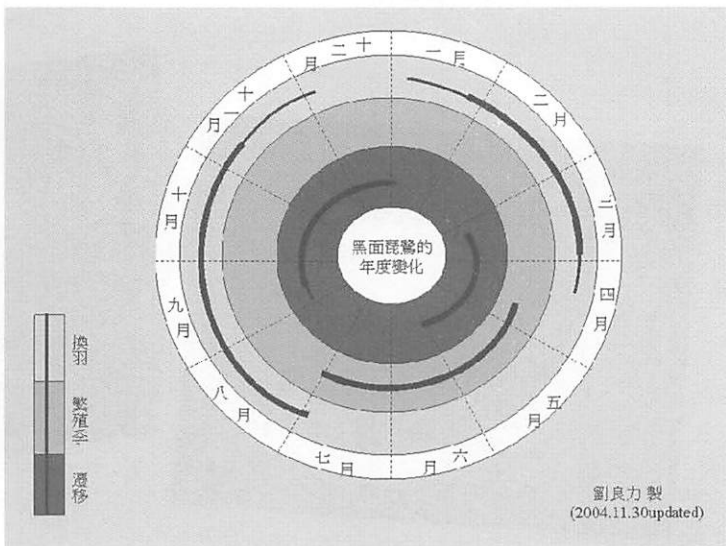 一月
二月
三月
四月
五月
六月
七月
八月
九月
十月
十一月
十二月
黑面琵鷺的
年度變化
換羽
繁殖季
遷移
劉良力 製
(2004.11.30updated)